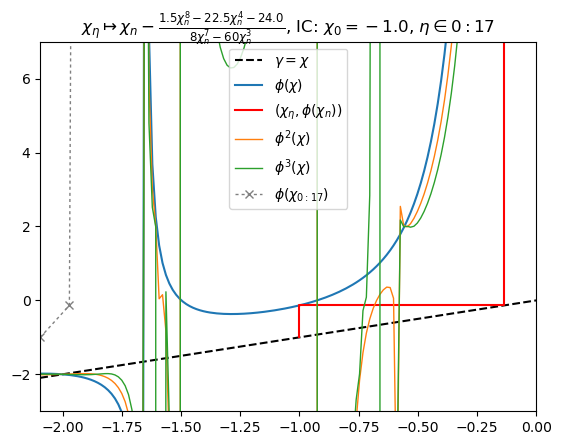 χ_η ↦ χ_n − (1.5χ_n^8 − 22.5χ_n^4 − 24.0)/(8χ_n^7 − 60χ_n^3), IC: χ_0 = −1.0, η ∈ 0 : 17
γ = χ
ϕ(χ)
(χ_η, ϕ(χ_n))
ϕ^2(χ)
ϕ^3(χ)
ϕ(χ_{0:17})
6
4
2
0
−2
−2.00 −1.75 −1.50 −1.25 −1.00 −0.75 −0.50 −0.25 0.00